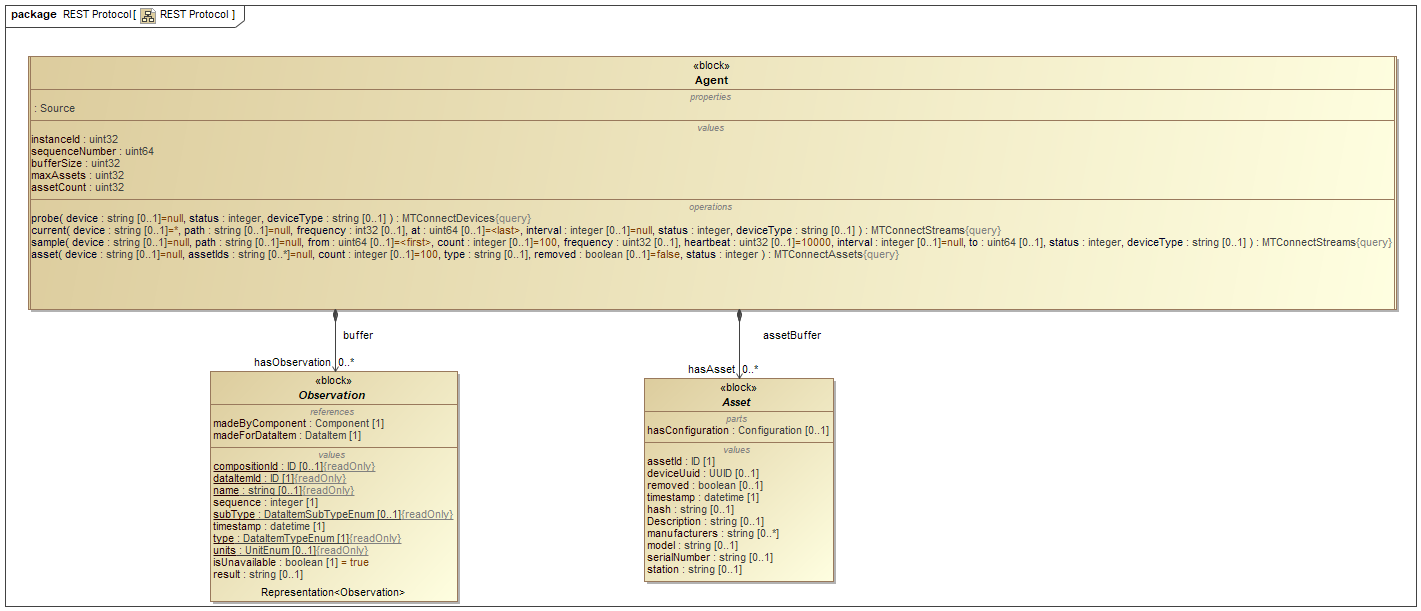 package REST Protocol[ REST Protocol ]
«block»
Agent
properties
: Source
values
instanceId : uint32
sequenceNumber : uint64
bufferSize : uint32
maxAssets : uint32
assetCount : uint32
operations
probe( device : string [0..1]=null, status : integer, deviceType : string [0..1] ) : MTConnectDevices{query}
current( device : string [0..1]=*, path : string [0..1]=null, frequency : int32 [0..1], at : uint64 [0..1]=<last>, interval : integer [0..1]=null, status : integer, deviceType : string [0..1] ) : MTConnectStreams{query}
sample( device : string [0..1]=null, path : string [0..1]=null, from : uint64 [0..1]=<first>, count : integer [0..1]=100, frequency : uint32 [0..1], heartbeat : uint32 [0..1]=10000, interval : integer [0..1]=null, to : uint64 [0..1], status : integer, deviceType : string [0..1] ) : MTConnectStreams{query}
asset( device : string [0..1]=null, assetIds : string [0..*]=null, count : integer [0..1]=100, type : string [0..1], removed : boolean [0..1]=false, status : integer ) : MTConnectAssets{query}
buffer
hasObservation 0..*
«block»
Observation
references
madeByComponent : Component [1]
madeForDataItem : DataItem [1]
values
compositionId : ID [0..1]{readOnly}
dataItemId : ID [1]{readOnly}
name : string [0..1]{readOnly}
sequence : integer [1]
subType : DataItemSubTypeEnum [0..1]{readOnly}
timestamp : datetime [1]
type : DataItemTypeEnum [1]{readOnly}
units : UnitEnum [0..1]{readOnly}
isUnavailable : boolean [1] = true
result : string [0..1]
Representation<Observation>
assetBuffer
hasAsset 0..*
«block»
Asset
parts
hasConfiguration : Configuration [0..1]
values
assetId : ID [1]
deviceUuid : UUID [0..1]
removed : boolean [0..1]
timestamp : datetime [1]
hash : string [0..1]
Description : string [0..1]
manufacturers : string [0..*]
model : string [0..1]
serialNumber : string [0..1]
station : string [0..1]